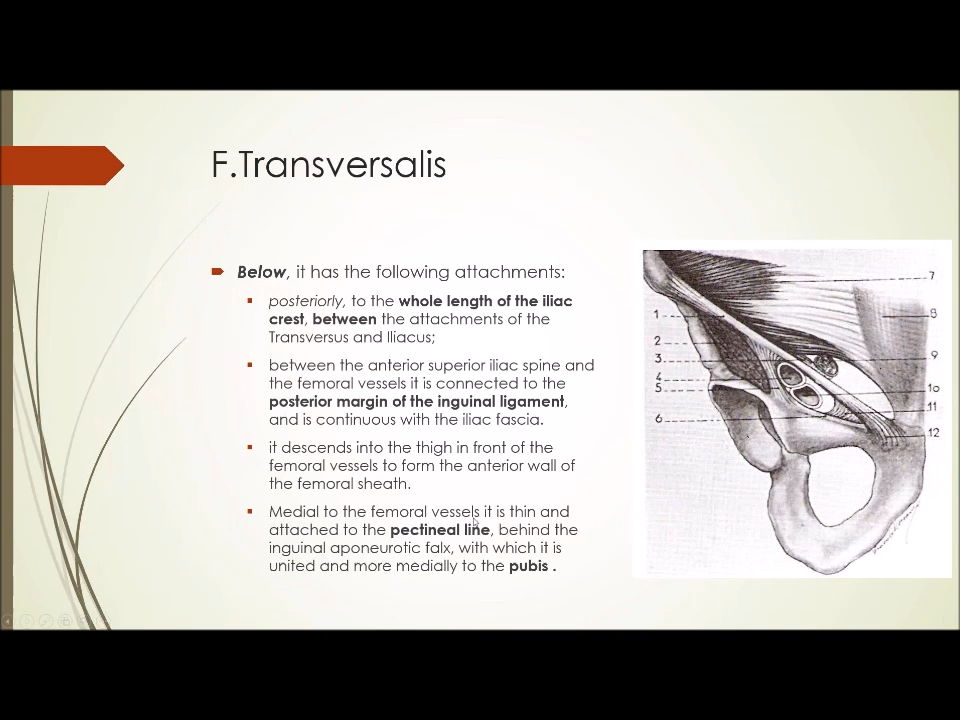 F.Transversalis
Below, it has the following attachments:
posteriorly, to the whole length of the iliac
crest, between the attachments of the
Transversus and Iliacus;
between the anterior superior iliac spine and
the femoral vessels it is connected to the
posterior margin of the inguinal ligament,
and is continuous with the iliac fascia.
it descends into the thigh in front of the
femoral vessels to form the anterior wall of
the femoral sheath.
Medial to the femoral vessels it is thin and
attached to the pectineal line, behind the
inguinal aponeurotic falx, with which it is
united and more medially to the pubis .
1
2
3
4
5
6
7
8
9
10
11
12